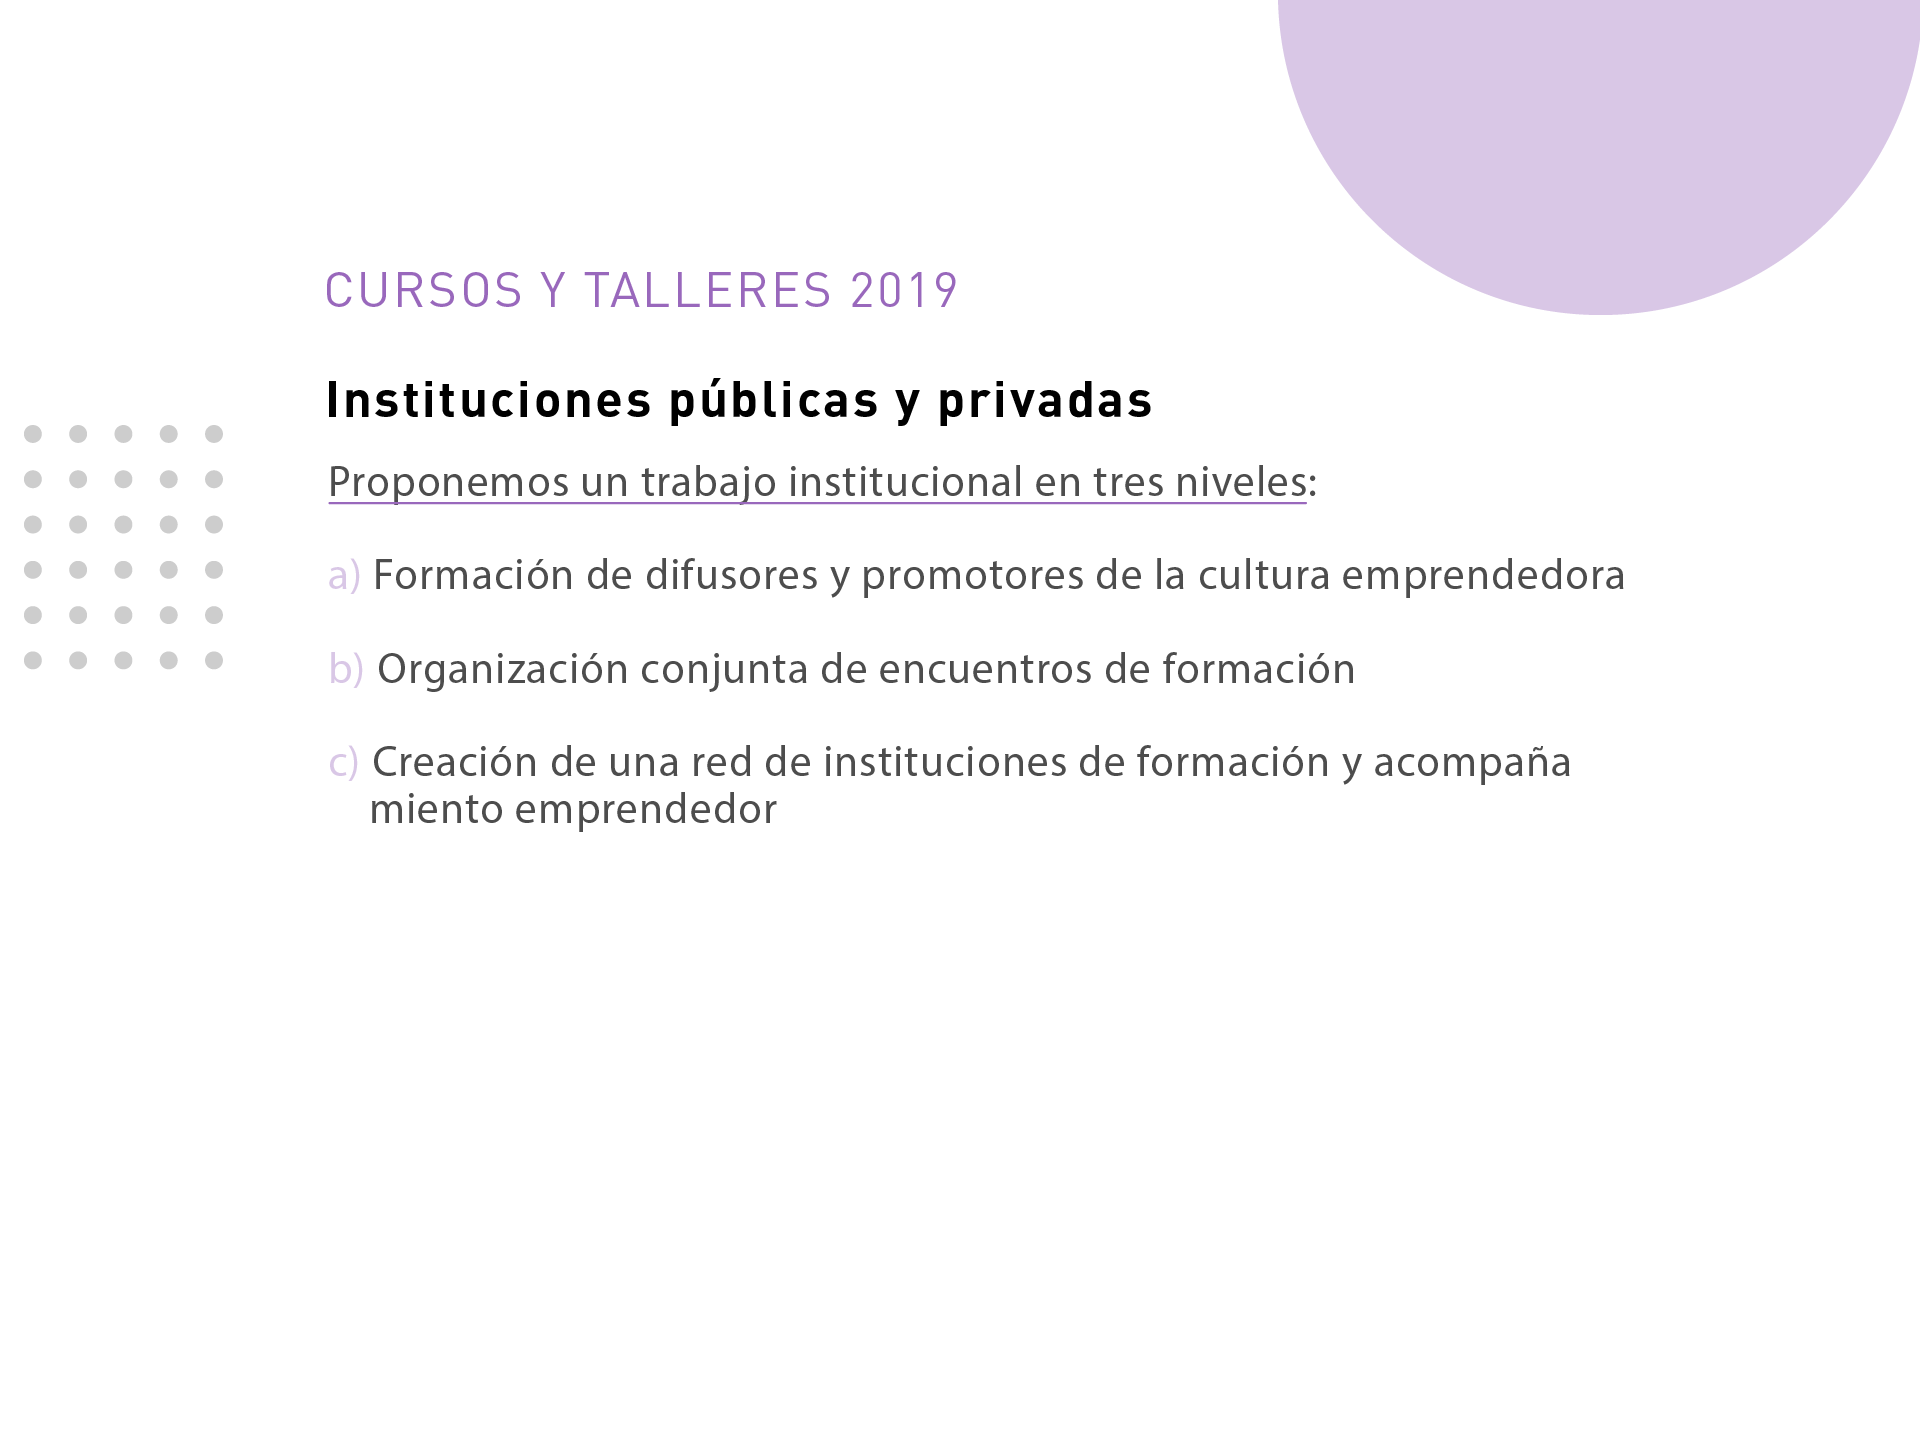 CURSOS Y TALLERES 2019
Instituciones públicas y privadas
Proponemos un trabajo institucional en tres niveles:
a) Formación de difusores y promotores de la cultura emprendedora
b) Organización conjunta de encuentros de formación
c) Creación de una red de instituciones de formación y acompaña
miento emprendedor